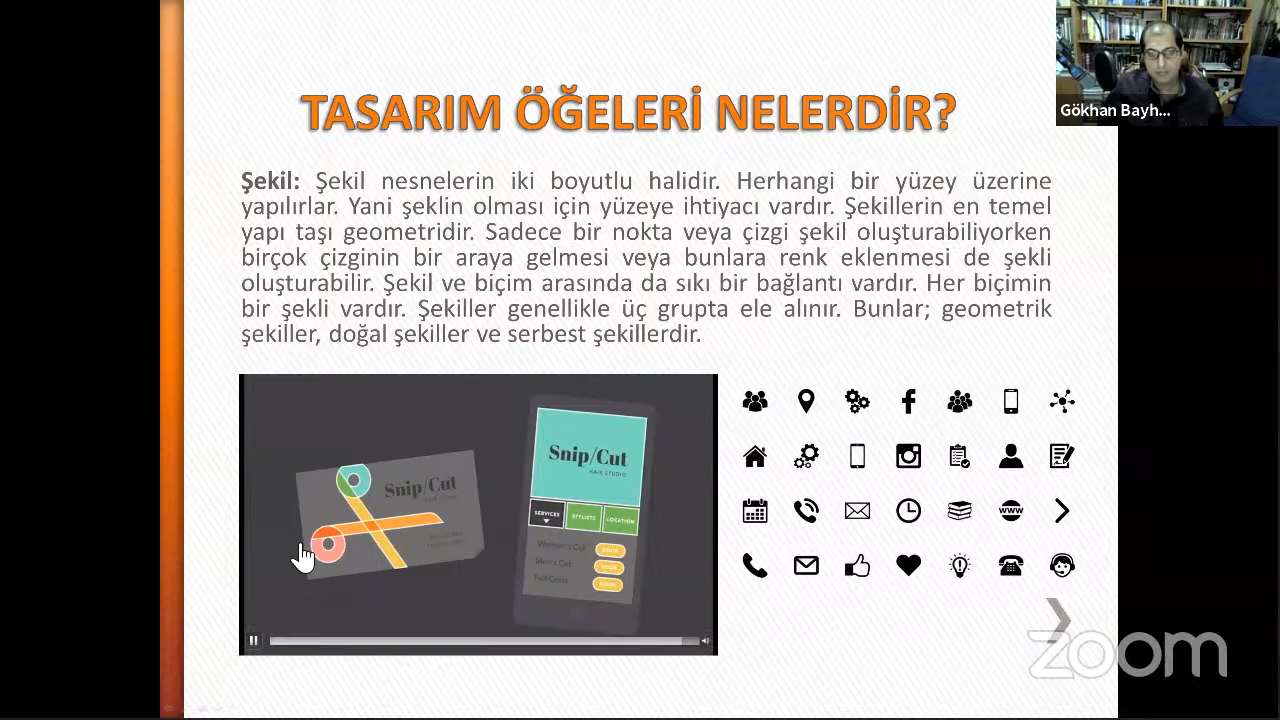 TASARIM ÖĞELERİ NELERDİR?
Gökhan Bayh...
Şekil: Şekil nesnelerin iki boyutlu halidir. Herhangi bir yüzey üzerine
yapılırlar. Yani şeklin olması için yüzeye ihtiyacı vardır. Şekillerin en temel
yapı taşı geometridir. Sadece bir nokta veya çizgi şekil oluşturabiliyorken
birçok çizginin bir araya gelmesi veya bunlara renk eklenmesi de şekli
oluşturabilir. Şekil ve biçim arasında da sıkı bir bağlantı vardır. Her biçimin
bir şekli vardır. Şekiller genellikle üç grupta ele alınır. Bunlar; geometrik
şekiller, doğal şekiller ve serbest şekillerdir.
Snip/Cut
Snip/Cut
HAIR STUDIO
SERVICES STYLISTS LOCATION
Woman's Cut BOOK
Men's Cut BOOK
Full Color BOOK
www
zoom